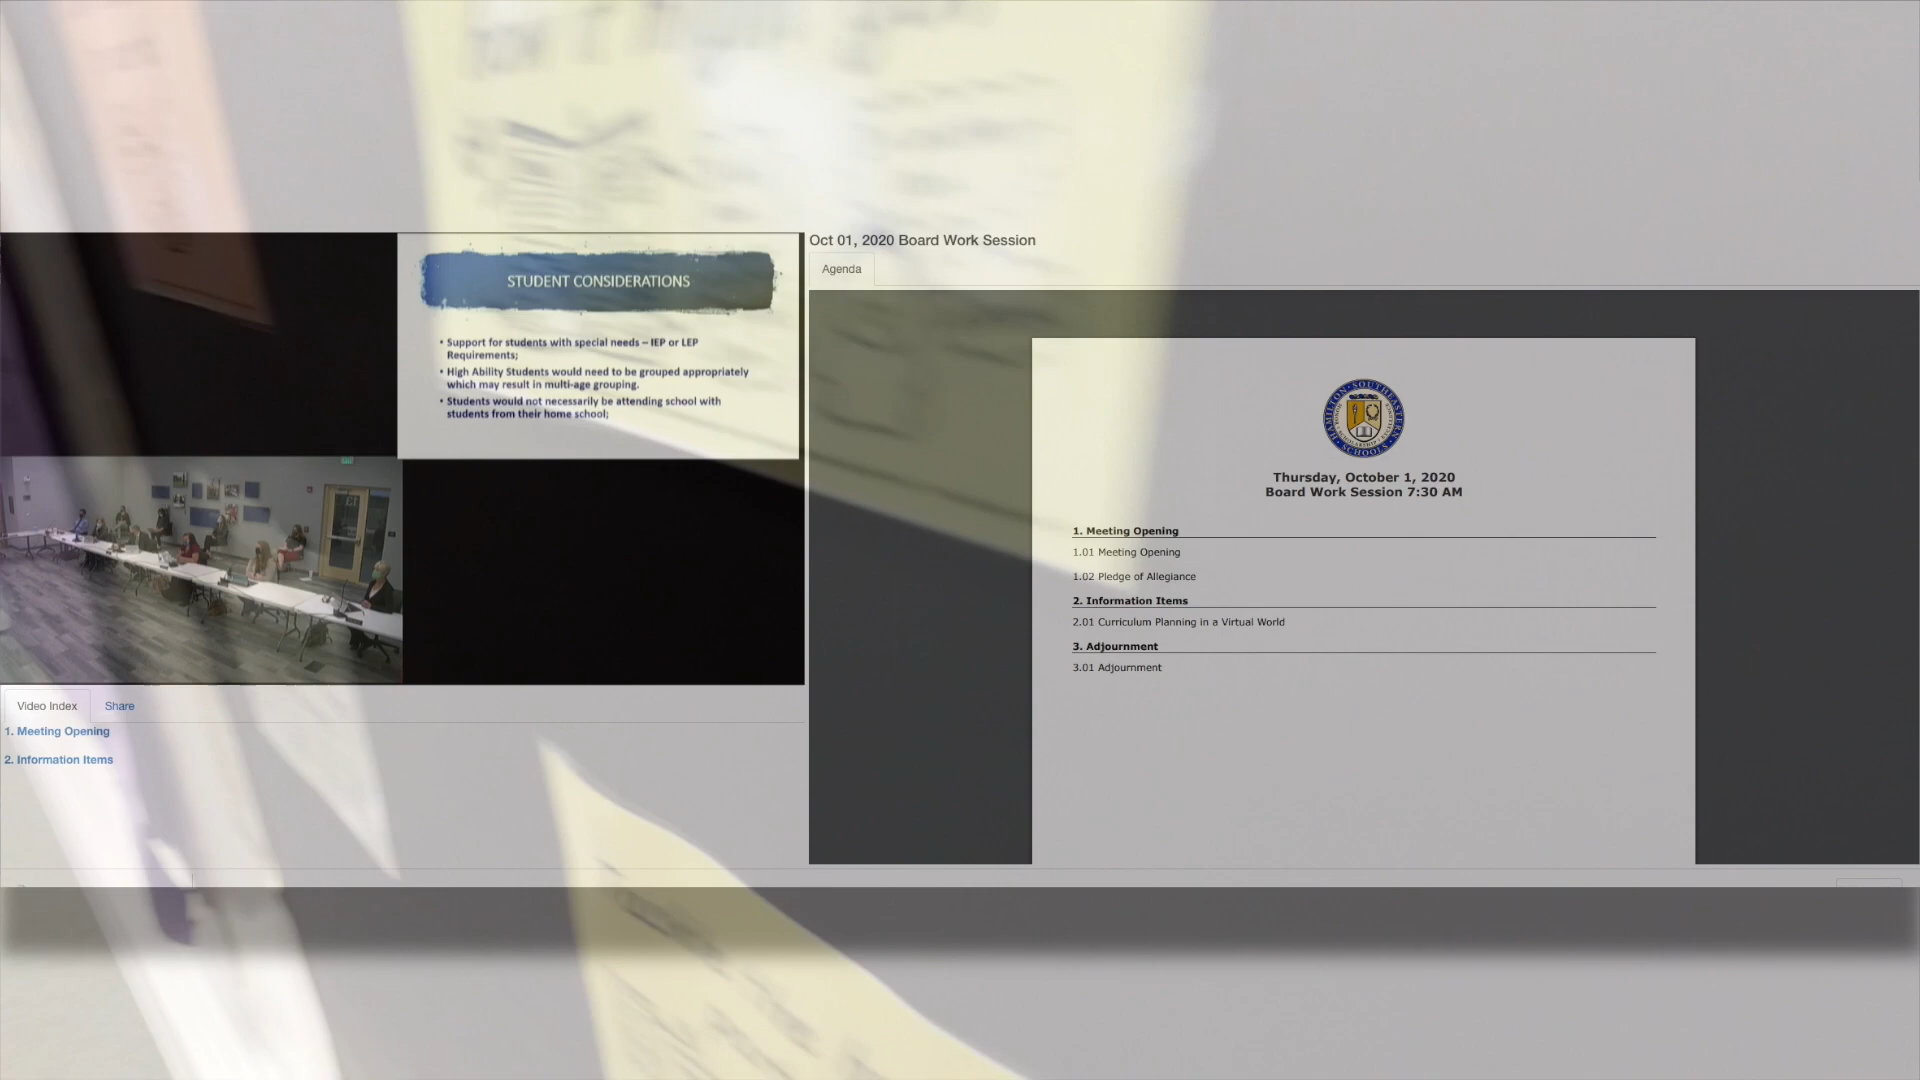 STUDENT CONSIDERATIONS
• Support for students with special needs – IEP or LEP
Requirements;
• High Ability Students would need to be grouped appropriately
which may result in multi-age grouping.
• Students would not necessarily be attending school with
students from their home school;
Video Index
Share
1. Meeting Opening
2. Information Items
Oct 01, 2020 Board Work Session
Agenda
HAMILTON SOUTHEASTERN
SCHOOLS
Thursday, October 1, 2020
Board Work Session 7:30 AM
1. Meeting Opening
1.01 Meeting Opening
1.02 Pledge of Allegiance
2. Information Items
2.01 Curriculum Planning in a Virtual World
3. Adjournment
3.01 Adjournment